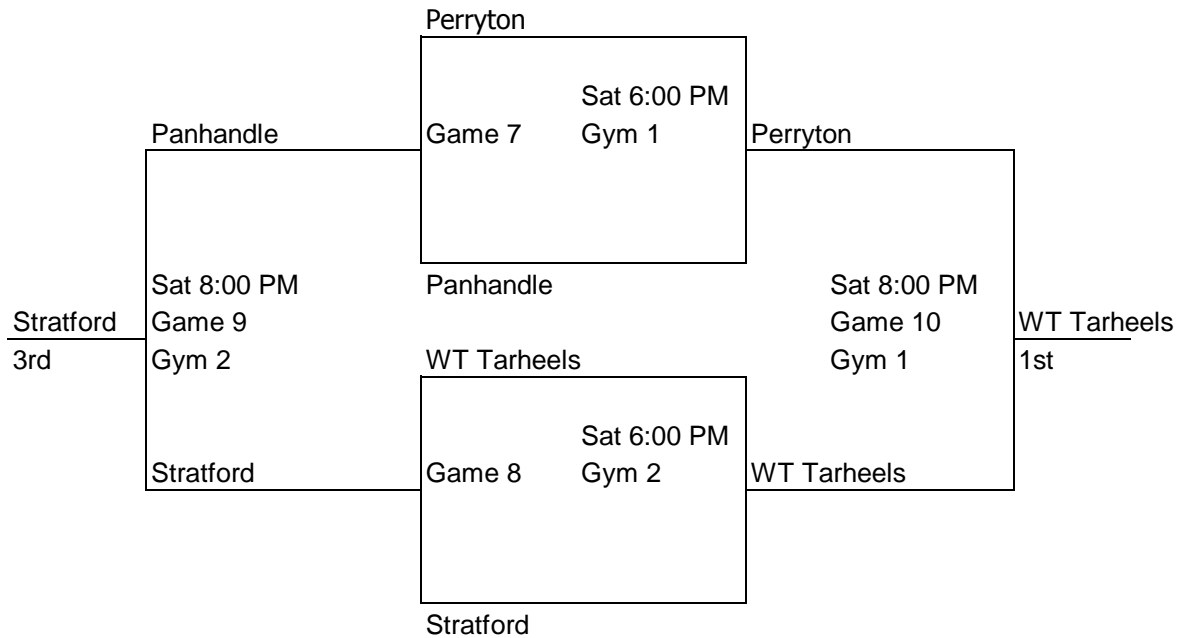 Perryton
Sat 6:00 PM
Panhandle Game 7 Gym 1 Perryton
Sat 8:00 PM Panhandle Sat 8:00 PM
Stratford Game 9 Game 10 WT Tarheels
3rd Gym 2 WT Tarheels Gym 1 1st
Sat 6:00 PM
Stratford Game 8 Gym 2 WT Tarheels
Stratford